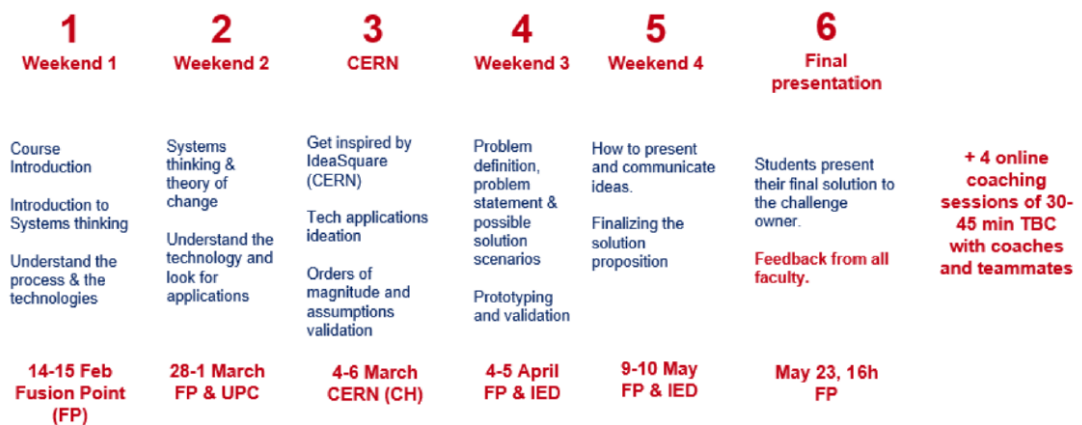 1
Weekend 1
Course
Introduction
Introduction to
Systems thinking
Understand the
process & the
technologies
14-15 Feb
Fusion Point
(FP)
2
Weekend 2
Systems
thinking &
theory of
change
Understand the
technology and
look for
applications
28-1 March
FP & UPC
3
CERN
Get inspired by
IdeaSquare
(CERN)
Tech applications
ideation
Orders of
magnitude and
assumptions
validation
4-6 March
CERN (CH)
4
Weekend 3
Problem
definition,
problem
statement &
possible
solution
scenarios
Prototyping
and validation
4-5 April
FP & IED
5
Weekend 4
How to present
and communicate
ideas.
Finalizing the
solution
proposition
9-10 May
FP & IED
6
Final
presentation
Students present
their final solution to
the challenge
owner.
Feedback from all
faculty.
May 23, 16h
FP
+ 4 online
coaching
sessions of 30-
45 min TBC
with coaches
and teammates